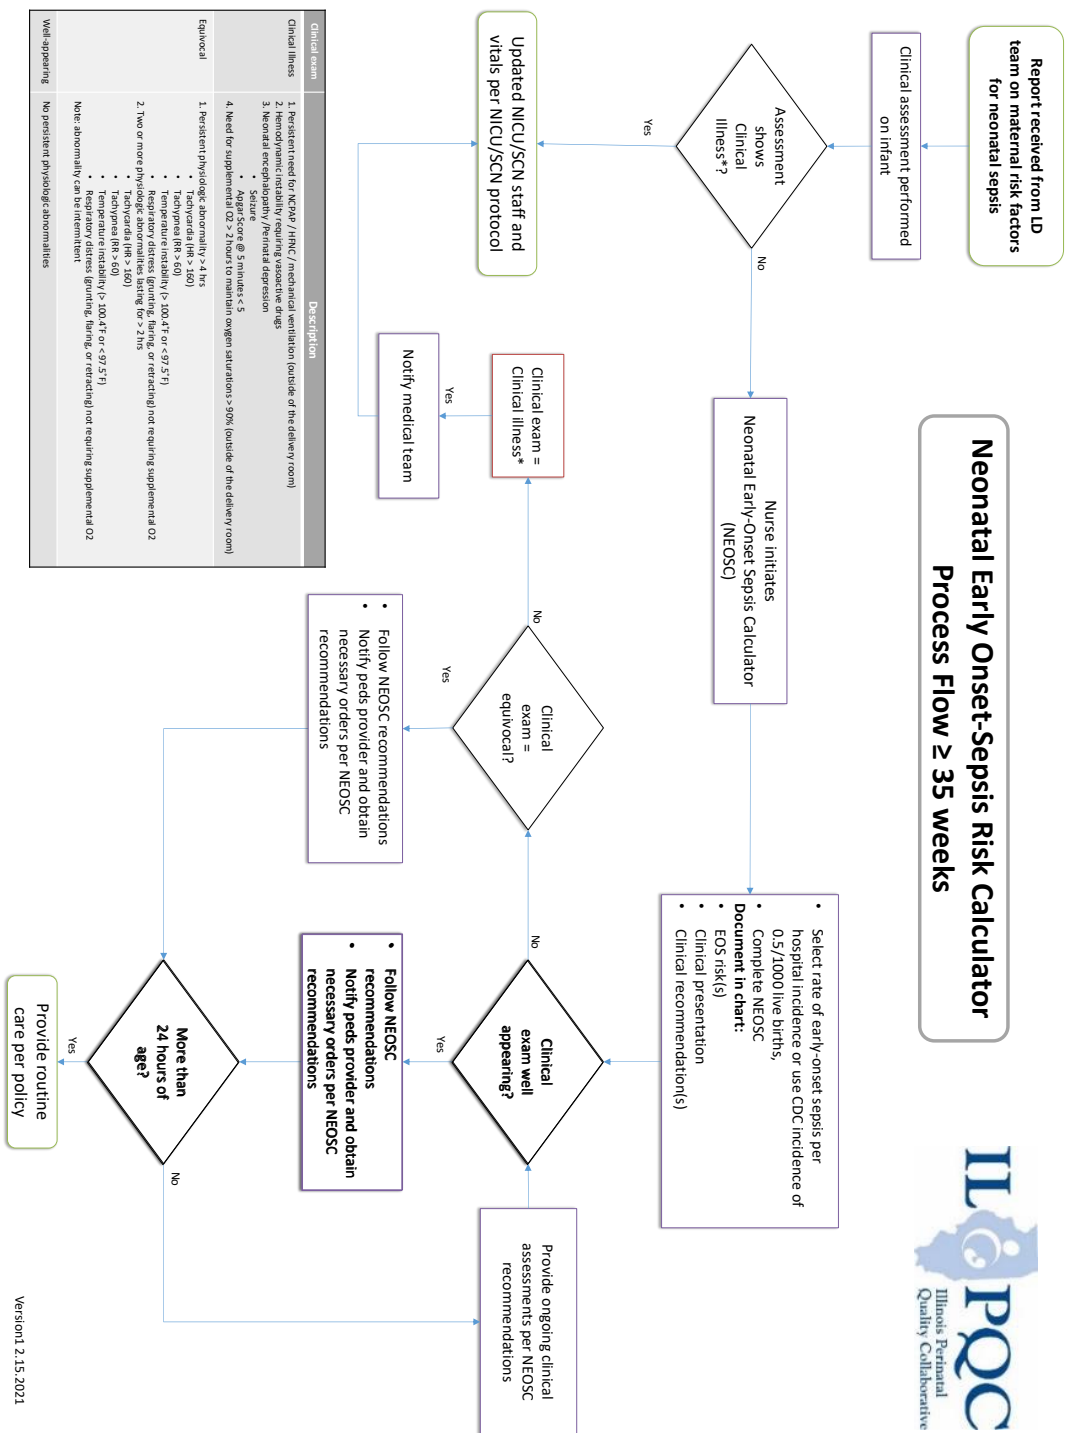 Neonatal Early Onset-Sepsis Risk Calculator
Process Flow ≥ 35 weeks
ILPQC
Illinois Perinatal
Quality Collaborative
Report received from LD
team on maternal risk factors
for neonatal sepsis
Clinical assessment performed
on infant
Assessment
shows
Clinical
Illness*?
Yes
No
Updated NICU/SCN staff and
vitals per NICU/SCN protocol
Nurse initiates
Neonatal Early-Onset Sepsis Calculator
(NEOSC)
• Select rate of early-onset sepsis per
hospital incidence or use CDC incidence of
0.5/1000 live births,
• Complete NEOSC
Document in chart:
• EOS risk(s)
• Clinical presentation
• Clinical recommendation(s)
Clinical
exam well
appearing?
No
Yes
Clinical
exam =
equivocal?
No
Yes
Clinical exam =
Clinical illness*
Yes
Notify medical team
• Follow NEOSC recommendations
• Notify peds provider and obtain
necessary orders per NEOSC
recommendations
• Follow NEOSC
recommendations
• Notify peds provider and obtain
necessary orders per NEOSC
recommendations
Provide ongoing clinical
assessments per NEOSC
recommendations
More than
24 hours of
age?
No
Yes
Provide routine
care per policy
Clinical exam
Description
Clinical Illness
1. Persistent need for NCPAP / HFNC / mechanical ventilation (outside of the delivery room)
2. Hemodynamic instability requiring vasoactive drugs
3. Neonatal encephalopathy /Perinatal depression
• Seizure
• Apgar Score @ 5 minutes < 5
4. Need for supplemental O2 > 2 hours to maintain oxygen saturations > 90% (outside of the delivery room)
Equivocal
1. Persistent physiologic abnormality > 4 hrs
• Tachycardia (HR > 160)
• Tachypnea (RR > 60)
• Temperature instability (> 100.4˚F or < 97.5˚F)
• Respiratory distress (grunting, flaring, or retracting) not requiring supplemental O2
2. Two or more physiologic abnormalities lasting for > 2 hrs
• Tachycardia (HR > 160)
• Tachypnea (RR > 60)
• Temperature instability (> 100.4˚F or < 97.5˚F)
• Respiratory distress (grunting, flaring, or retracting) not requiring supplemental O2
Note: abnormality can be intermittent
Well-appearing
No persistent physiologic abnormalities
Version1 2.15.2021